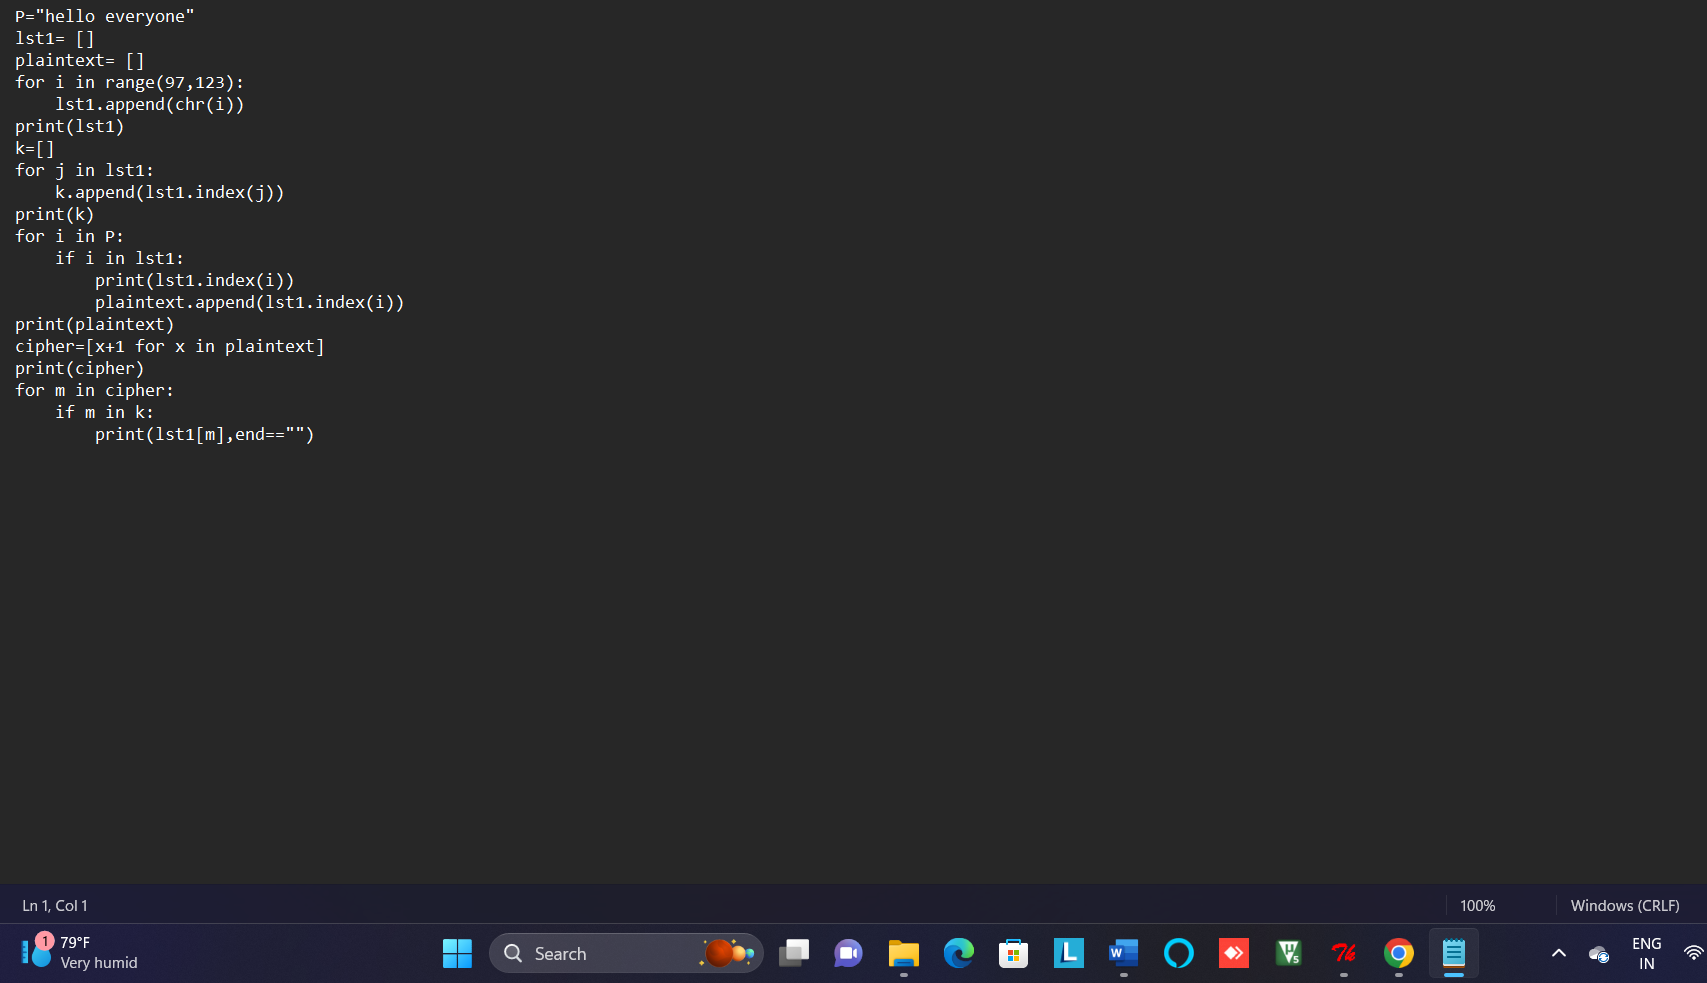 P="hello everyone"
lst1= []
plaintext= []
for i in range(97,123):
    lst1.append(chr(i))
print(lst1)
k=[]
for j in lst1:
    k.append(lst1.index(j))
print(k)
for i in P:
    if i in lst1:
        print(lst1.index(i))
        plaintext.append(lst1.index(i))
print(plaintext)
cipher=[x+1 for x in plaintext]
print(cipher)
for m in cipher:
    if m in k:
        print(lst1[m],end=="")
Ln 1, Col 1
100%
Windows (CRLF)
1
79°F
Very humid
Search
L
W
V5
76
ENG
IN